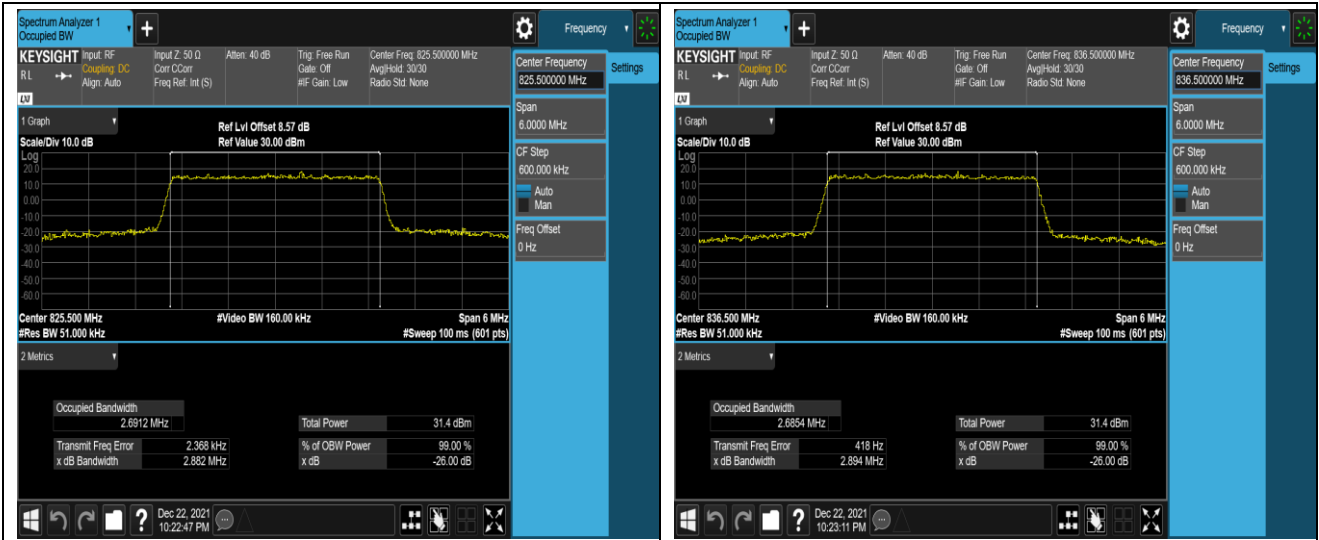 Spectrum Analyzer 1
Occupied BW
+
Frequency
KEYSIGHT
RL
LXI
Input: RF
Coupling: DC
Align: Auto
Input Z: 50 Ω
Corr CCorr
Freq Ref: Int (S)
Atten: 40 dB
Trig: Free Run
Gate: Off
#IF Gain: Low
Center Freq: 825.500000 MHz
Avg|Hold: 30/30
Radio Std: None
Center Frequency
825.500000 MHz
Settings
Span
6.0000 MHz
CF Step
600.000 kHz
Auto
Man
Freq Offset
0 Hz
1 Graph
Scale/Div 10.0 dB
Ref Lvl Offset 8.57 dB
Ref Value 30.00 dBm
Log
20.0
10.0
0.00
-10.0
-20.0
-30.0
-40.0
-50.0
-60.0
Center 825.500 MHz
#Video BW 160.00 kHz
Span 6 MHz
#Res BW 51.000 kHz
#Sweep 100 ms (601 pts)
2 Metrics
Occupied Bandwidth
2.6912 MHz
Total Power 31.4 dBm
Transmit Freq Error 2.368 kHz
% of OBW Power 99.00 %
x dB Bandwidth 2.882 MHz
x dB -26.00 dB
?
Dec 22, 2021
10:22:47 PM
Spectrum Analyzer 1
Occupied BW
+
Frequency
KEYSIGHT
RL
LXI
Input: RF
Coupling: DC
Align: Auto
Input Z: 50 Ω
Corr CCorr
Freq Ref: Int (S)
Atten: 40 dB
Trig: Free Run
Gate: Off
#IF Gain: Low
Center Freq: 836.500000 MHz
Avg|Hold: 30/30
Radio Std: None
Center Frequency
836.500000 MHz
Settings
Span
6.0000 MHz
CF Step
600.000 kHz
Auto
Man
Freq Offset
0 Hz
1 Graph
Scale/Div 10.0 dB
Ref Lvl Offset 8.57 dB
Ref Value 30.00 dBm
Log
20.0
10.0
0.00
-10.0
-20.0
-30.0
-40.0
-50.0
-60.0
Center 836.500 MHz
#Video BW 160.00 kHz
Span 6 MHz
#Res BW 51.000 kHz
#Sweep 100 ms (601 pts)
2 Metrics
Occupied Bandwidth
2.6854 MHz
Total Power 31.4 dBm
Transmit Freq Error 418 Hz
% of OBW Power 99.00 %
x dB Bandwidth 2.894 MHz
x dB -26.00 dB
?
Dec 22, 2021
10:23:11 PM